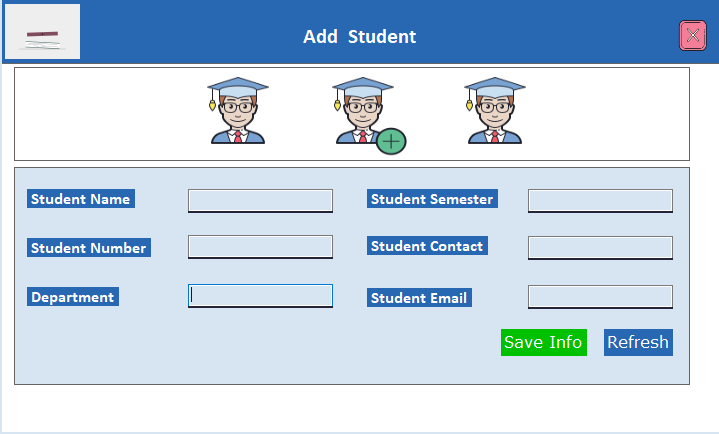 Add  Student
Student Name
Student Semester
Student Number
Student Contact
Department
Student Email
Save Info
Refresh